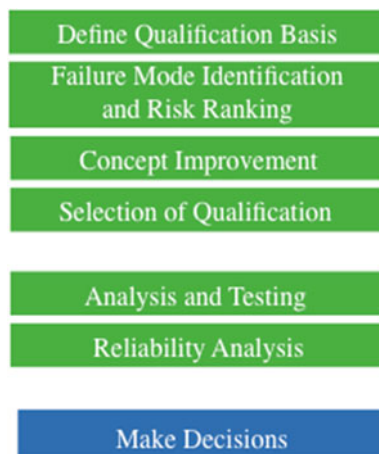 Define Qualification Basis
Failure Mode Identification
and Risk Ranking
Concept Improvement
Selection of Qualification
Analysis and Testing
Reliability Analysis
Make Decisions